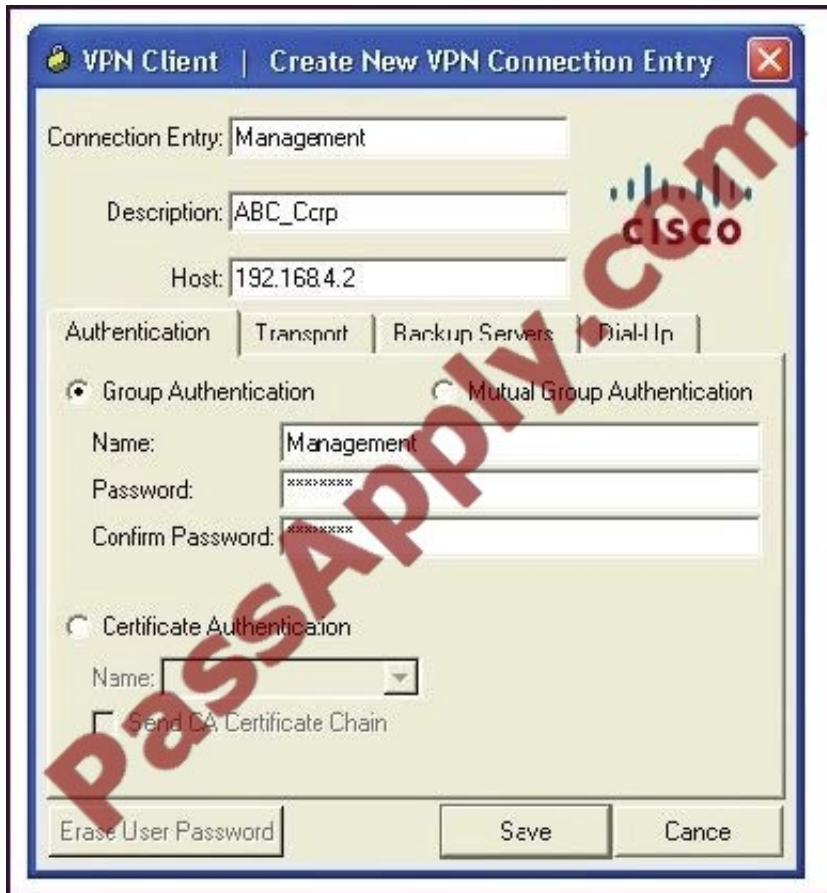 VPN Client | Create New VPN Connection Entry
Connection Entry: Management
Description: ABC_Corp
CISCO
Host: 192.168.4.2
Authentication Transport Backup Servers Dial-Up
Group Authentication Mutual Group Authentication
Name: Management
Password: ********
Confirm Password: ********
Certificate Authentication
Name:
Send CA Certificate Chain
Erase User Password Save Cance
PassApply.com